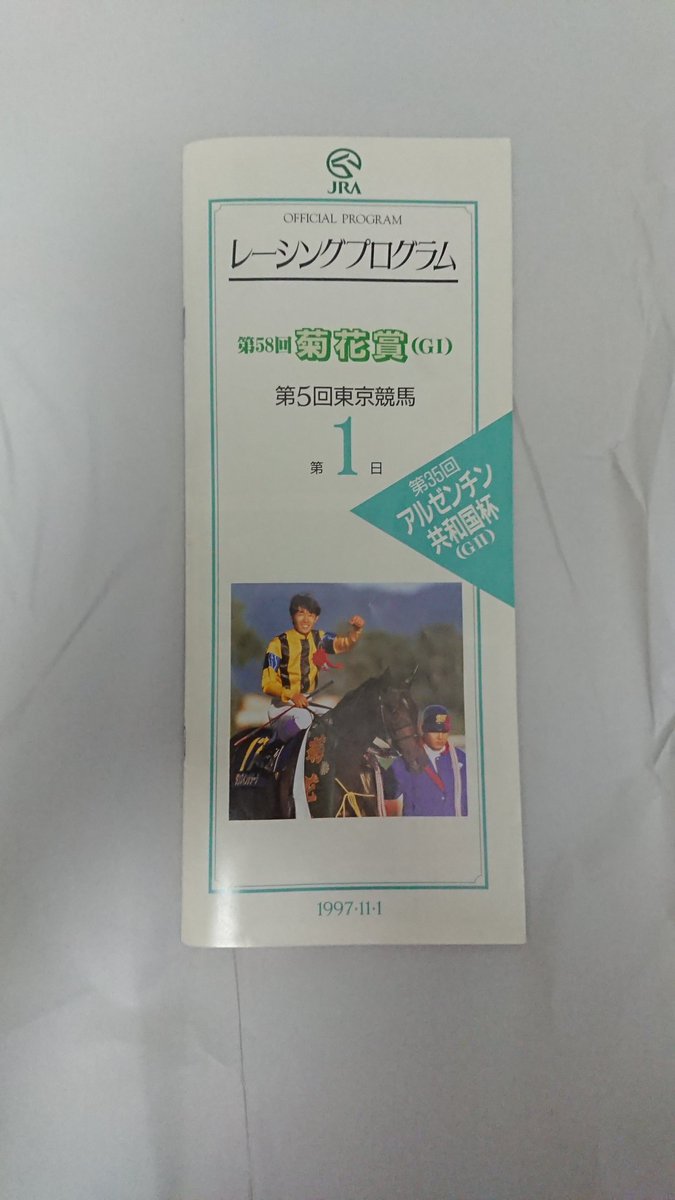 JRA
OFFICIAL PROGRAM
レーシングプログラム
第58回 菊花賞 (GI)
第5回東京競馬
第1日
第35回
アルゼンチン
共和国杯
(GII)
菊花
1997·11·1